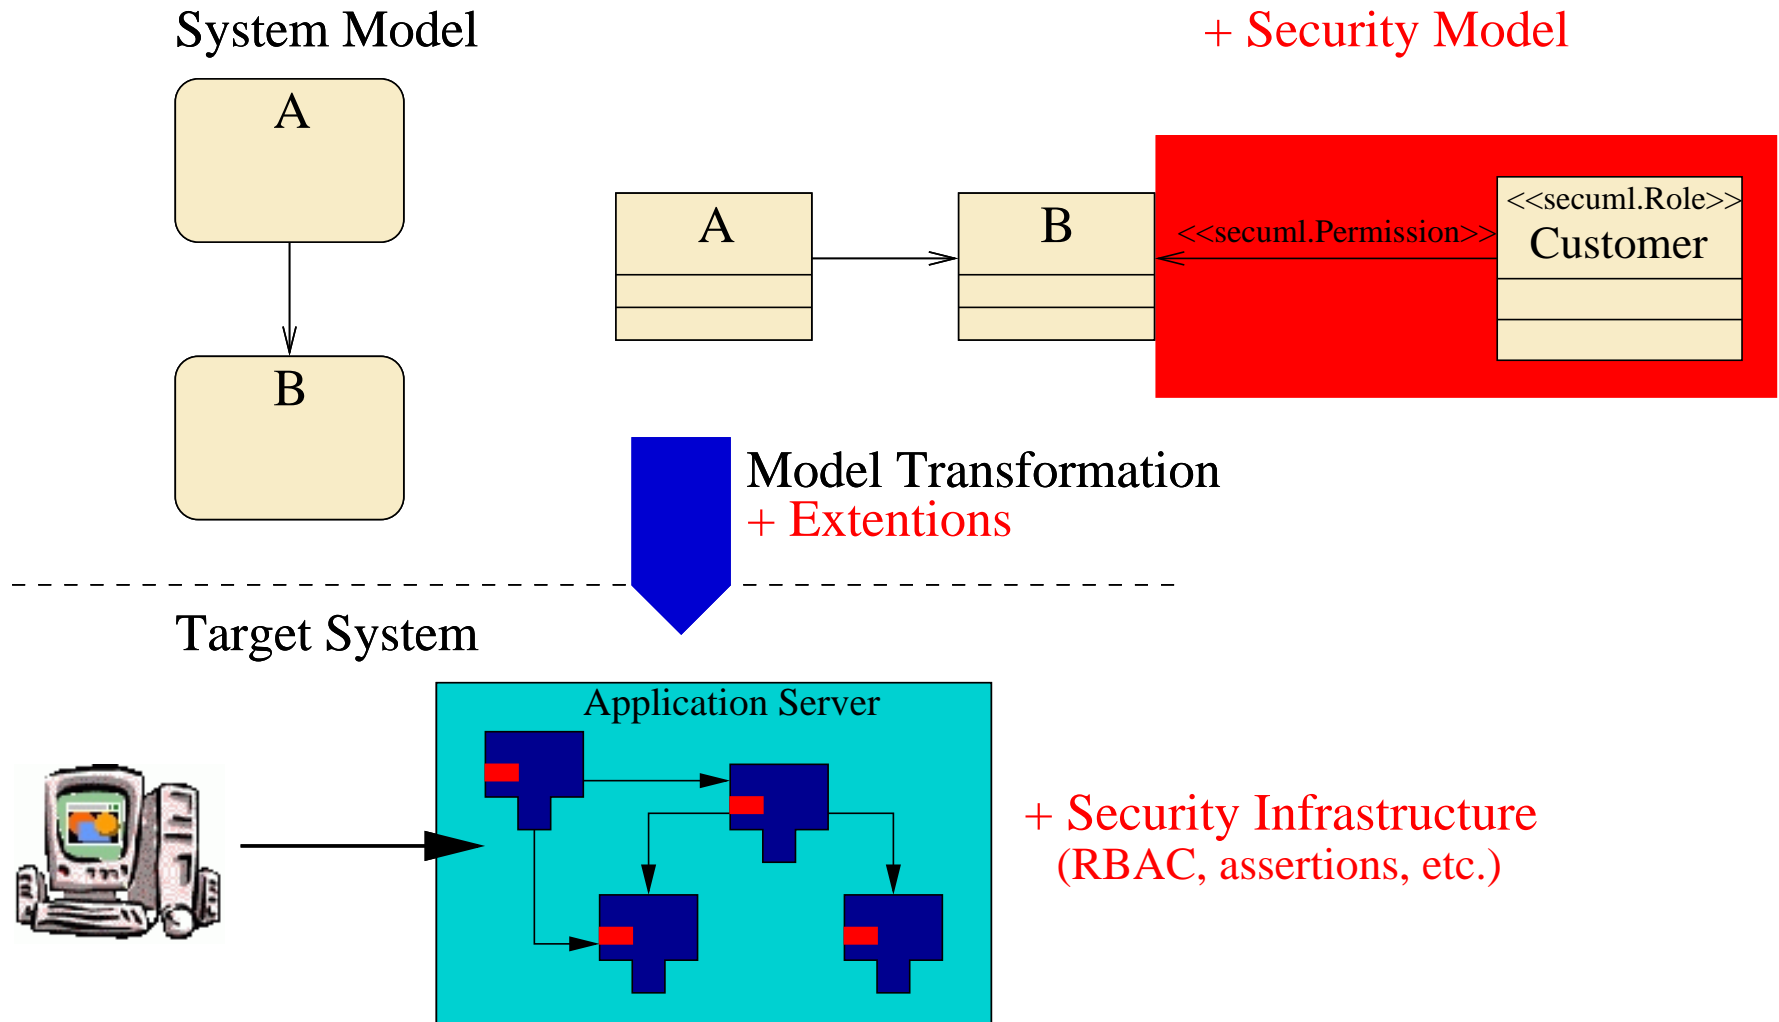 System Model
+ Security Model
A
A
B
<<secuml.Permission>>
<<secuml.Role>>
Customer
B
Model Transformation
+ Extentions
Target System
Application Server
+ Security Infrastructure
(RBAC, assertions, etc.)